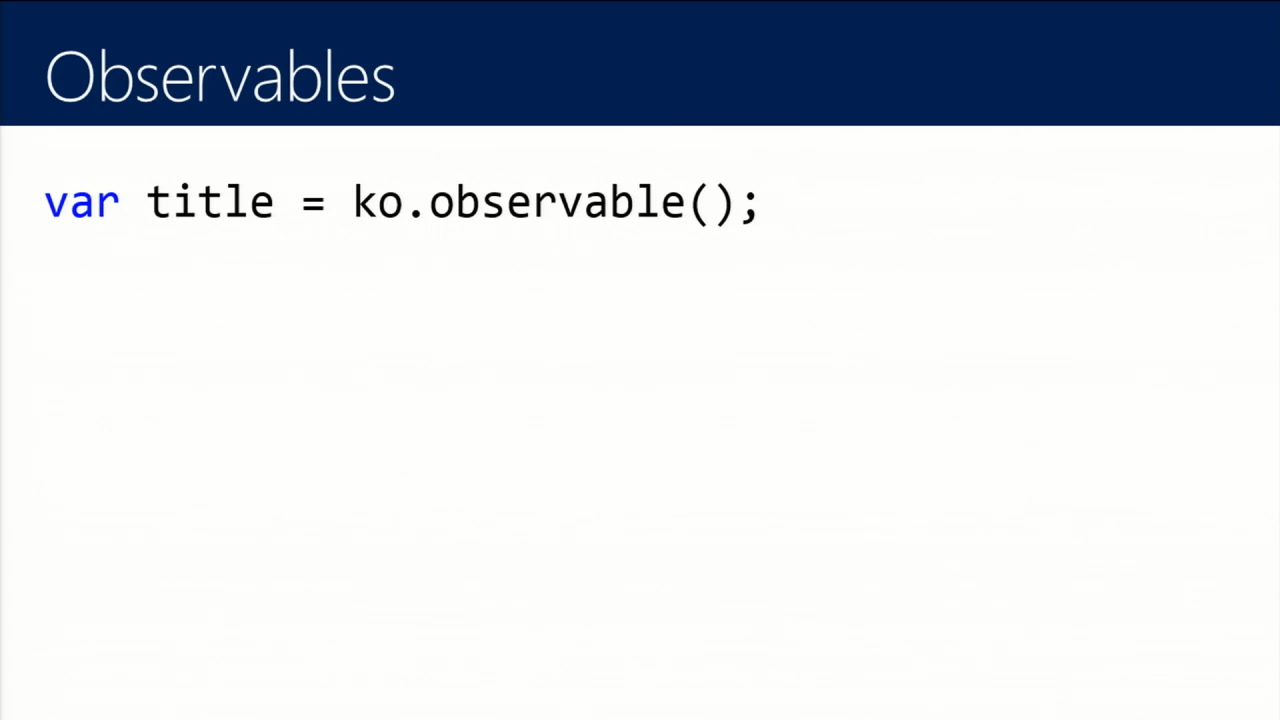 Observables
var title = ko.observable();